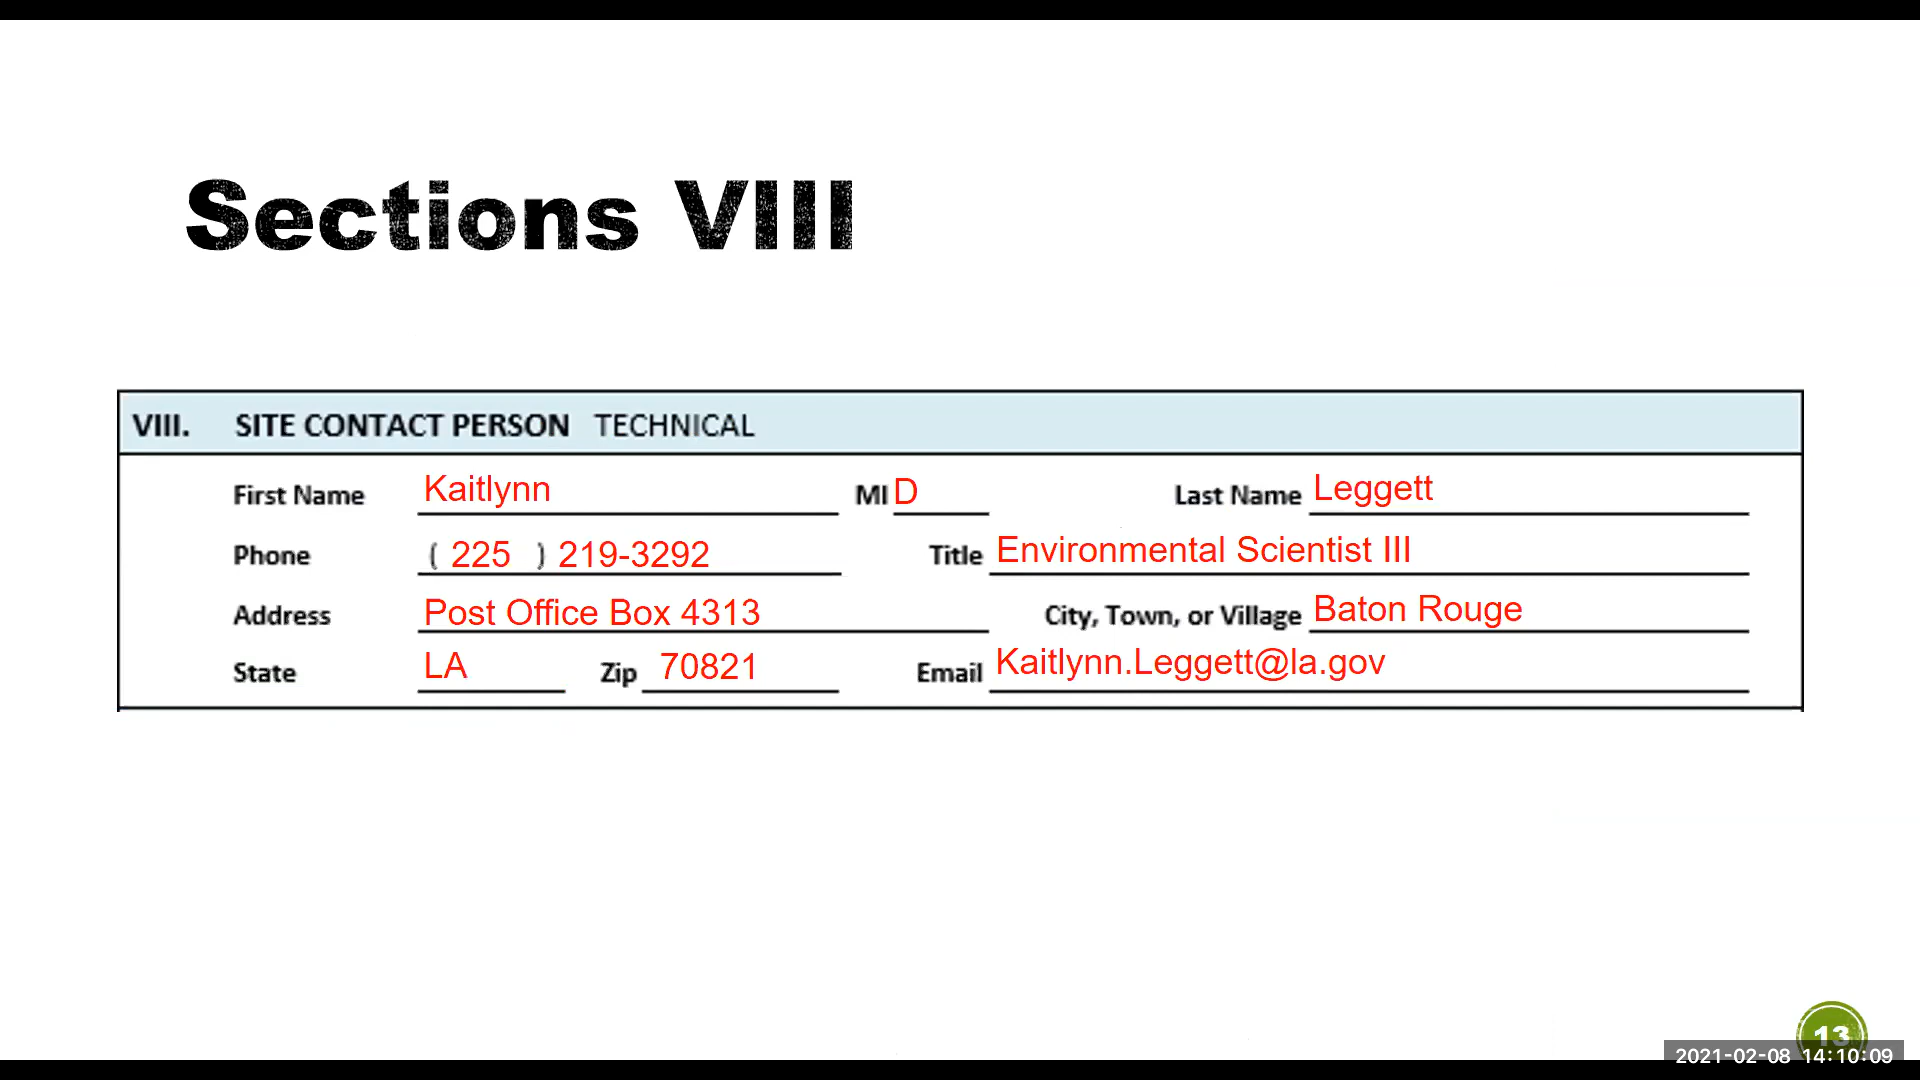 Sections VIII
VIII. SITE CONTACT PERSON TECHNICAL
First Name Kaitlynn MI D Last Name Leggett
Phone ( 225 ) 219-3292 Title Environmental Scientist III
Address Post Office Box 4313 City, Town, or Village Baton Rouge
State LA Zip 70821 Email Kaitlynn.Leggett@la.gov
13
2021-02-08 14:10:09